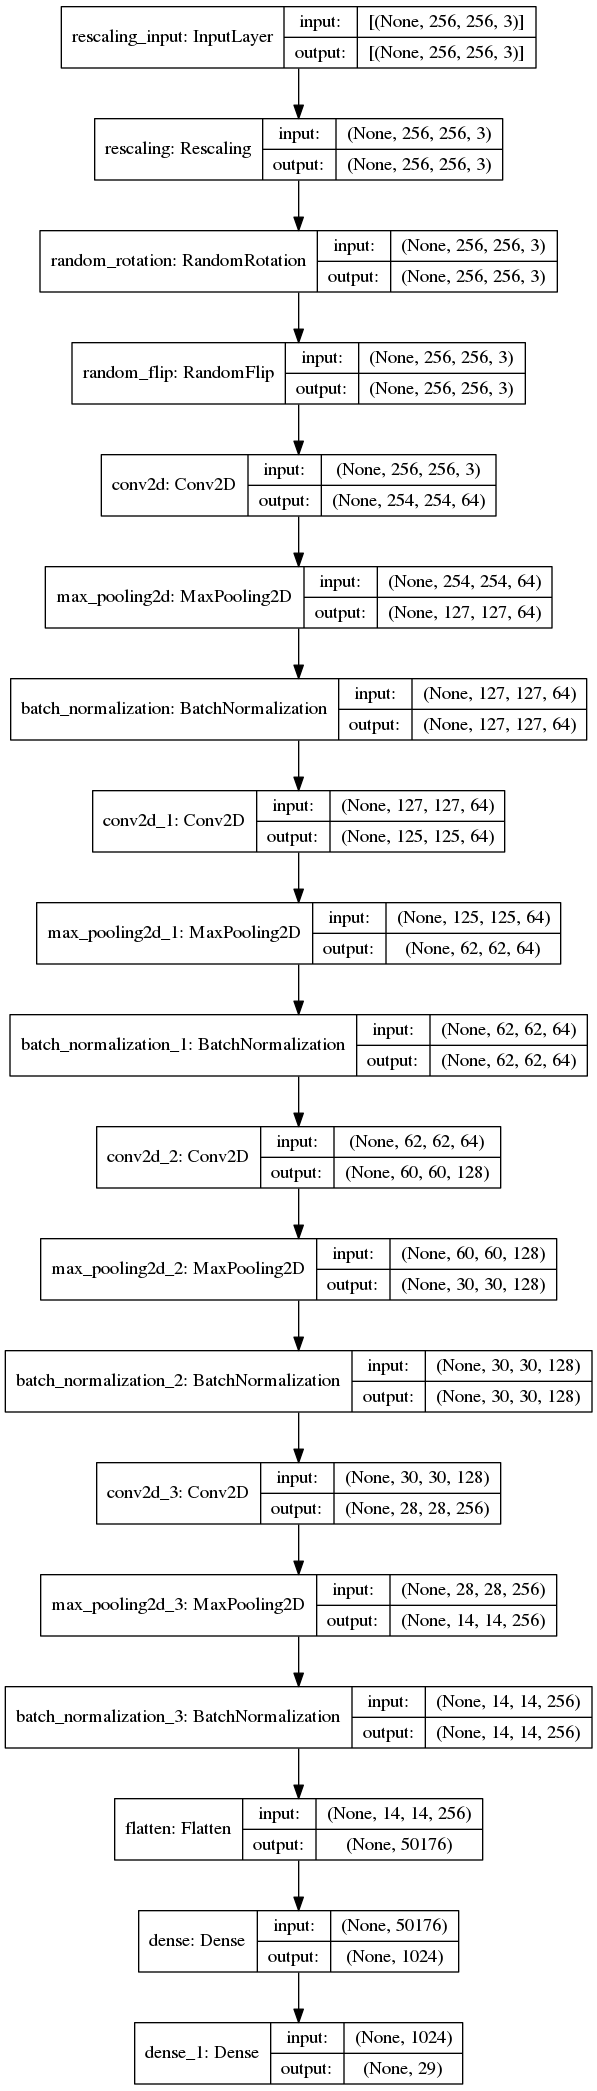 rescaling_input: InputLayer
input: [(None, 256, 256, 3)]
output: [(None, 256, 256, 3)]
rescaling: Rescaling
input: (None, 256, 256, 3)
output: (None, 256, 256, 3)
random_rotation: RandomRotation
input: (None, 256, 256, 3)
output: (None, 256, 256, 3)
random_flip: RandomFlip
input: (None, 256, 256, 3)
output: (None, 256, 256, 3)
conv2d: Conv2D
input: (None, 256, 256, 3)
output: (None, 254, 254, 64)
max_pooling2d: MaxPooling2D
input: (None, 254, 254, 64)
output: (None, 127, 127, 64)
batch_normalization: BatchNormalization
input: (None, 127, 127, 64)
output: (None, 127, 127, 64)
conv2d_1: Conv2D
input: (None, 127, 127, 64)
output: (None, 125, 125, 64)
max_pooling2d_1: MaxPooling2D
input: (None, 125, 125, 64)
output: (None, 62, 62, 64)
batch_normalization_1: BatchNormalization
input: (None, 62, 62, 64)
output: (None, 62, 62, 64)
conv2d_2: Conv2D
input: (None, 62, 62, 64)
output: (None, 60, 60, 128)
max_pooling2d_2: MaxPooling2D
input: (None, 60, 60, 128)
output: (None, 30, 30, 128)
batch_normalization_2: BatchNormalization
input: (None, 30, 30, 128)
output: (None, 30, 30, 128)
conv2d_3: Conv2D
input: (None, 30, 30, 128)
output: (None, 28, 28, 256)
max_pooling2d_3: MaxPooling2D
input: (None, 28, 28, 256)
output: (None, 14, 14, 256)
batch_normalization_3: BatchNormalization
input: (None, 14, 14, 256)
output: (None, 14, 14, 256)
flatten: Flatten
input: (None, 14, 14, 256)
output: (None, 50176)
dense: Dense
input: (None, 50176)
output: (None, 1024)
dense_1: Dense
input: (None, 1024)
output: (None, 29)